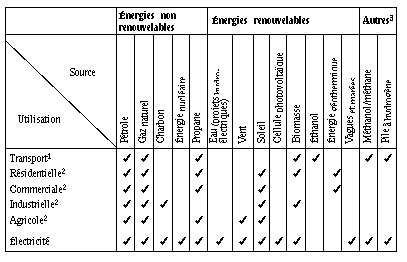 Énergies non renouvelables
Énergies renouvelables
Autres³
Source
Utilisation
Pétrole
Gaz naturel
Charbon
Énergie nucléaire
Propane
Eau (projets hydro-électriques)
Vent
Soleil
Cellule photovoltaïque
Biomasse
Éthanol
Énergie géothermique
Vagues et marées
Méthanol/méthane
Pile à hydrogène
Transport¹ ✓ ✓ ✓ ✓ ✓ ✓ ✓
Résidentielle² ✓ ✓ ✓ ✓ ✓ ✓
Commerciale² ✓ ✓ ✓ ✓
Industrielle² ✓ ✓ ✓ ✓ ✓
Agricole² ✓ ✓ ✓ ✓ ✓
Électricité ✓ ✓ ✓ ✓ ✓ ✓ ✓ ✓ ✓ ✓ ✓ ✓ ✓